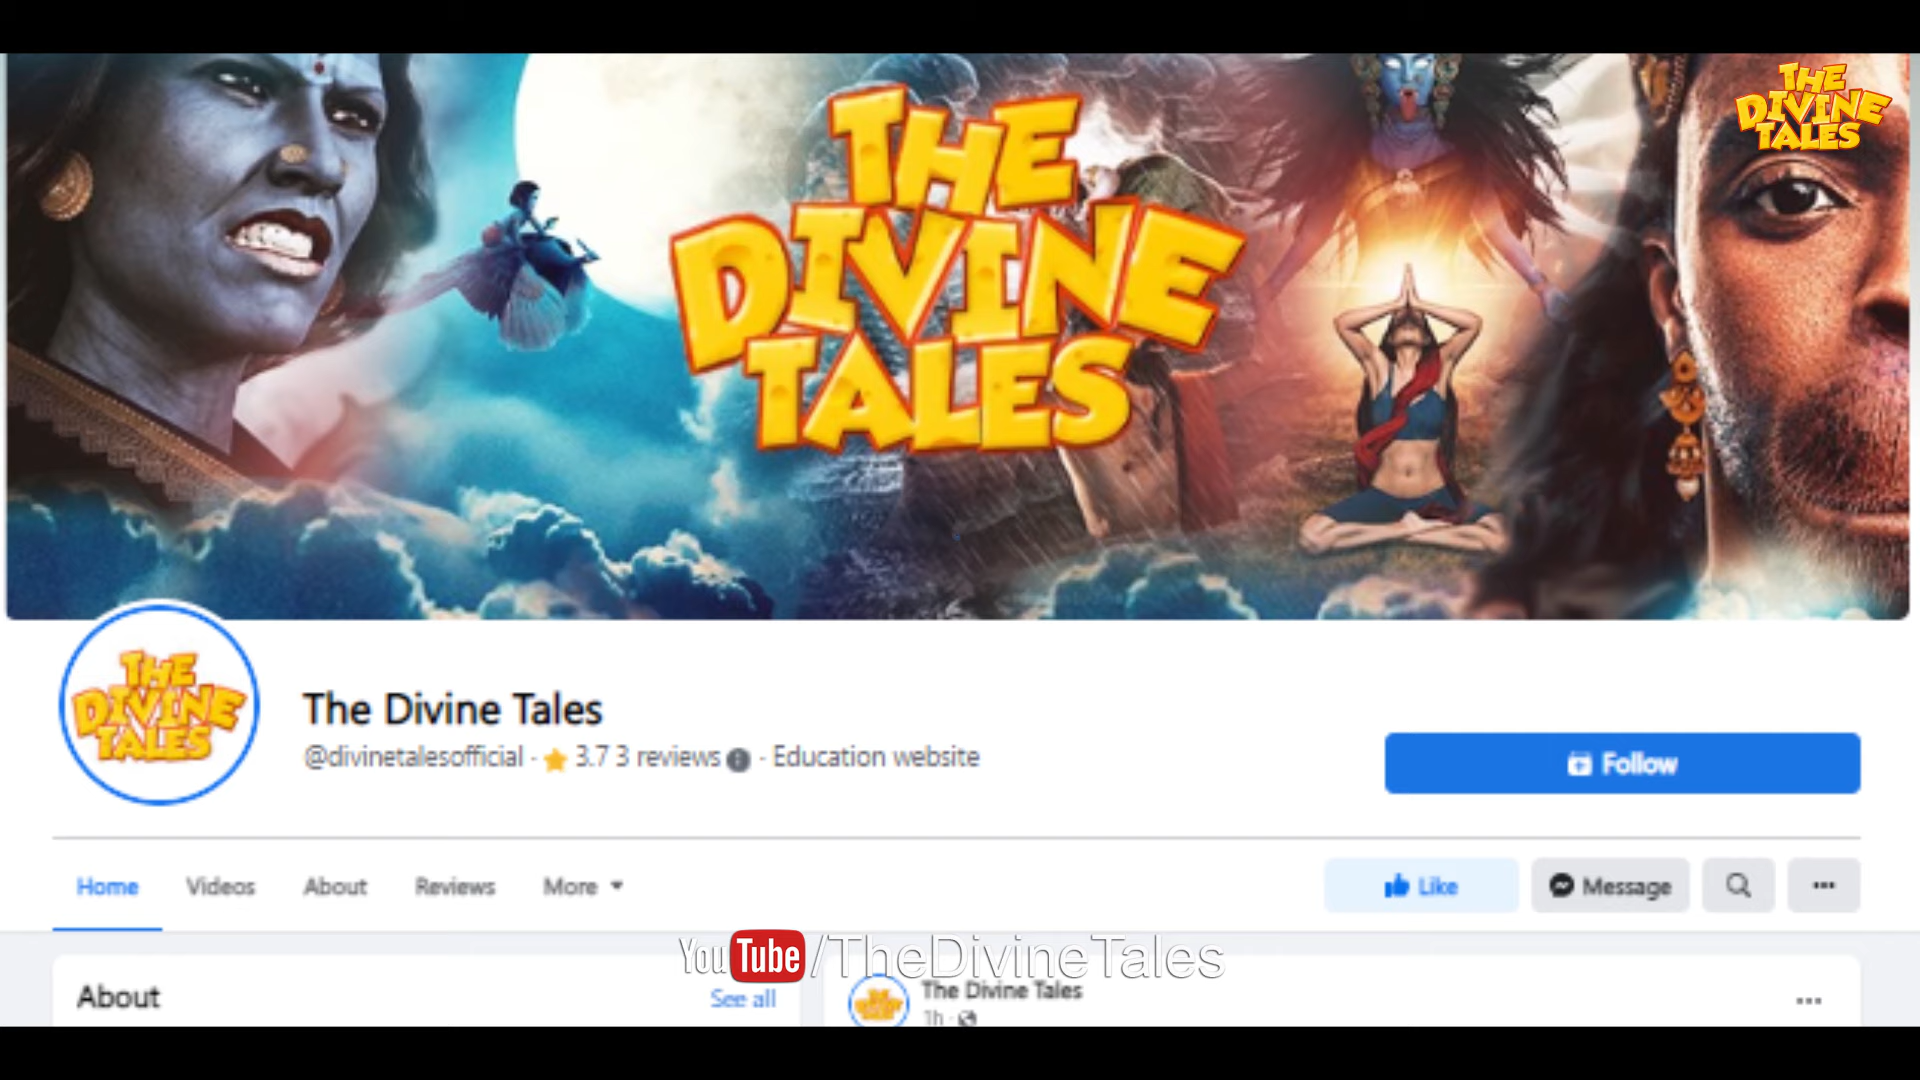 THE
DIVINE
TALES
THE
DIVINE
TALES
THE
DIVINE
TALES
The Divine Tales
@divinetalesofficial · 3.7 3 reviews · Education website
Follow
Home Videos About Reviews More
Like Message ...
YouTube/TheDivineTales
About See all
The Divine Tales ...
1h ·